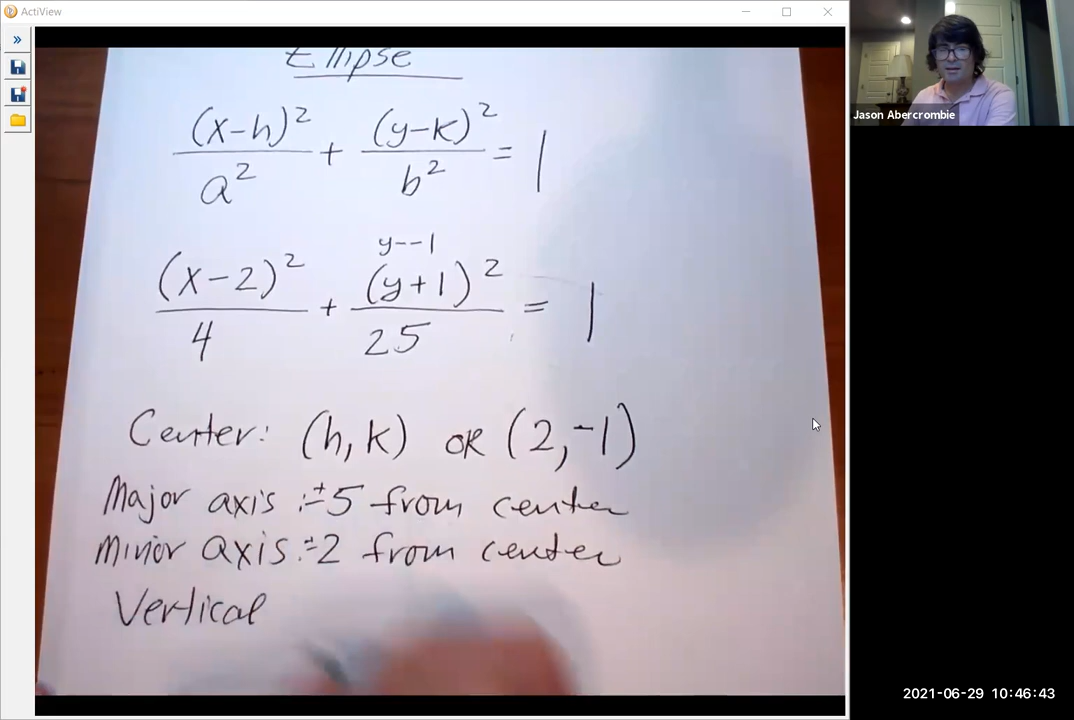 ActiView
Ellipse
(x-h)²/a² + (y-k)²/b² = 1
y--1
(x-2)²/4 + (y+1)²/25 = 1
Center: (h,k) OR (2,-1)
Major axis :±5 from center
Minor axis :±2 from center
Vertical
Jason Abercrombie
2021-06-29 10:46:43